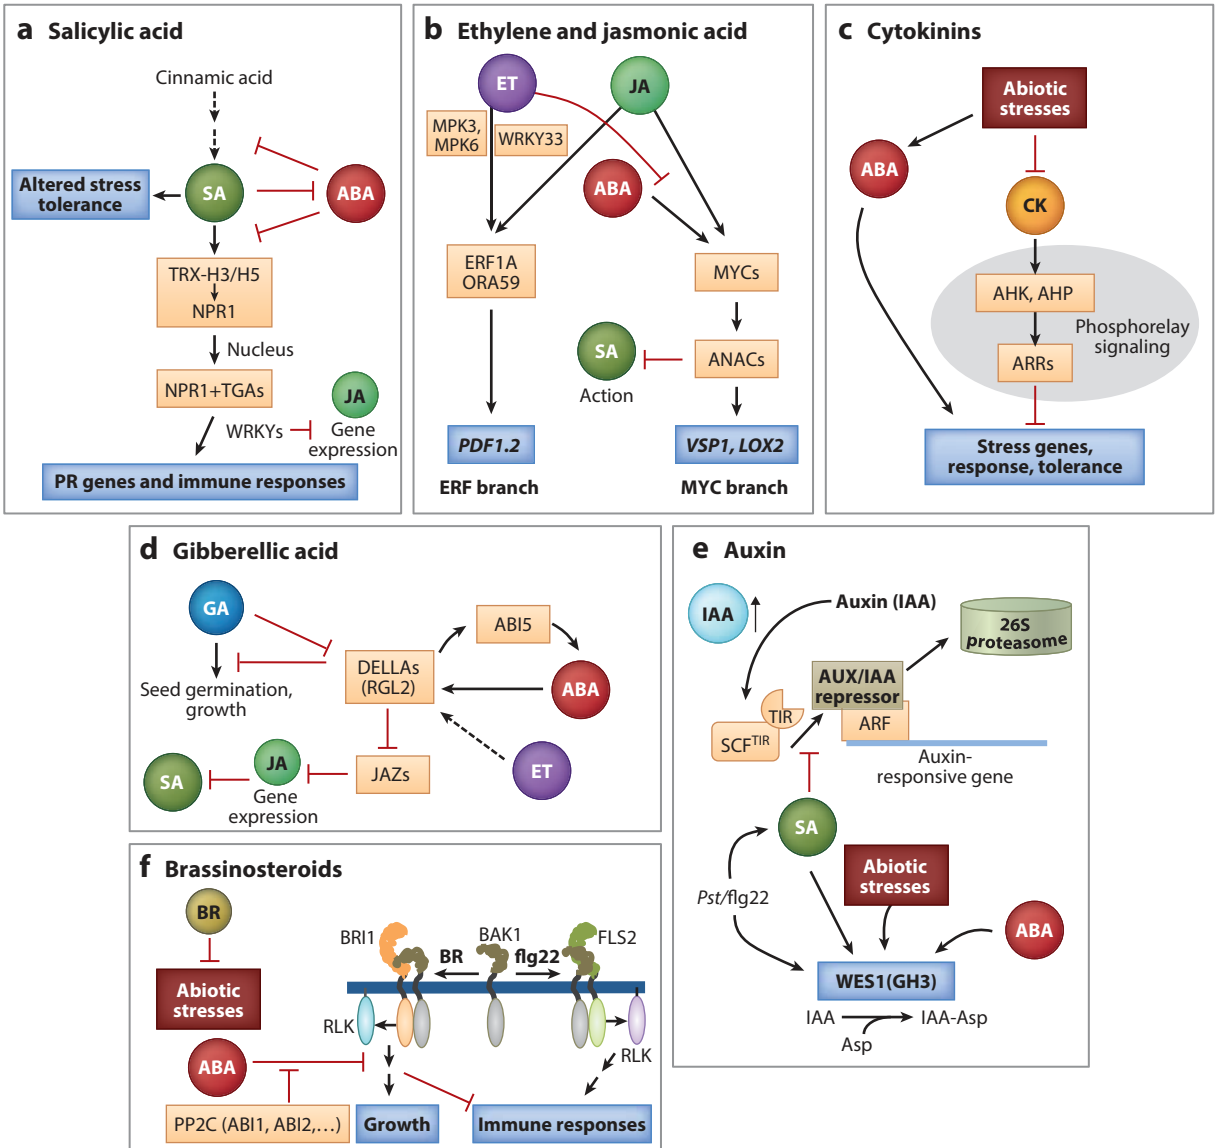 a Salicylic acid
Cinnamic acid
Altered stress
tolerance
SA
ABA
TRX-H3/H5
NPR1
Nucleus
NPR1+TGAs
JA
WRKYs
Gene
expression
PR genes and immune responses
b Ethylene and jasmonic acid
ET
JA
MPK3,
MPK6
WRKY33
ABA
ERF1A
ORA59
MYCs
SA
Action
ANACs
PDF1.2
VSP1, LOX2
ERF branch
MYC branch
c Cytokinins
Abiotic
stresses
ABA
CK
AHK, AHP
Phosphorelay
signaling
ARRs
Stress genes,
response, tolerance
d Gibberellic acid
GA
ABI5
DELLAs
(RGL2)
ABA
Seed germination,
growth
SA
JA
Gene
expression
JAZs
ET
e Auxin
IAA
Auxin (IAA)
26S
proteasome
AUX/IAA
repressor
TIR
ARF
SCFTIR
Auxin-
responsive gene
SA
Abiotic
stresses
Pst/flg22
ABA
WES1(GH3)
IAA
IAA-Asp
Asp
f Brassinosteroids
BR
Abiotic
stresses
ABA
PP2C (ABI1, ABI2,...)
BRI1
BR
BAK1
flg22
FLS2
RLK
RLK
Growth
Immune responses